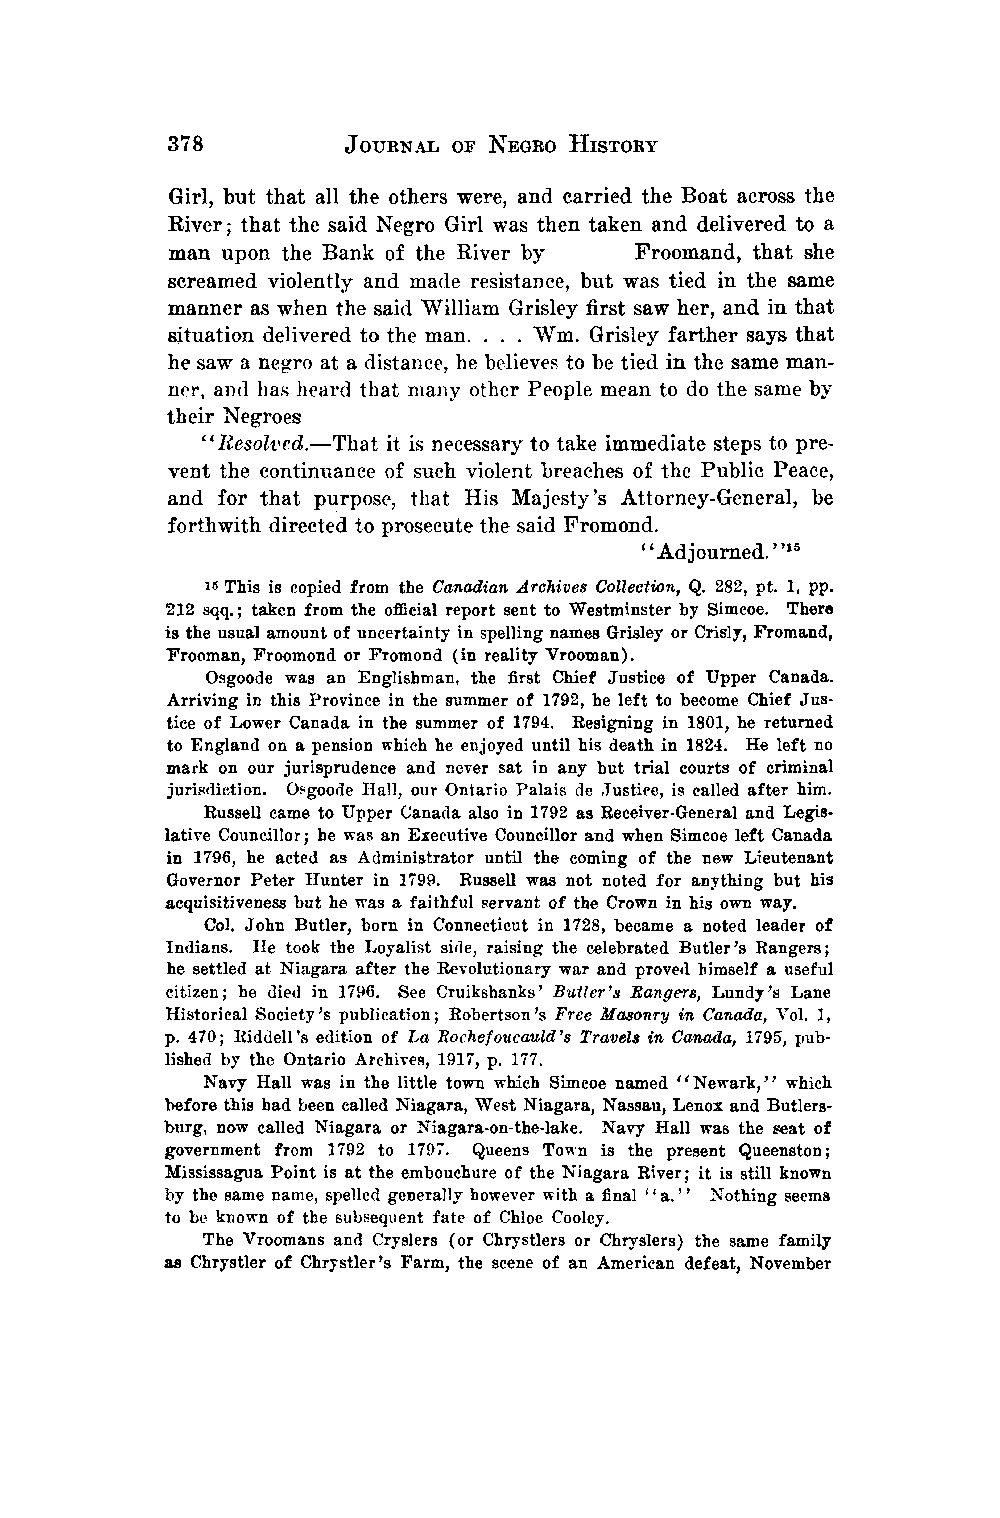 378 JOURNAL OF NEGRO HISTORY
Girl, but that all the others were, and carried the Boat across the
River; that the said Negro Girl was then taken and delivered to a
man upon the Bank of the River by Froomand, that she
screamed violently and made resistance, but was tied in the same
manner as when the said William Grisley first saw her, and in that
situation delivered to the man. . . . Wm. Grisley farther says that
he saw a negro at a distance, he believes to be tied in the same man-
ner, and has heard that many other People mean to do the same by
their Negroes
"Resolved.—That it is necessary to take immediate steps to pre-
vent the continuance of such violent breaches of the Public Peace,
and for that purpose, that His Majesty's Attorney-General, be
forthwith directed to prosecute the said Fromond.
"Adjourned."15
15 This is copied from the Canadian Archives Collection, Q. 282, pt. 1, pp.
212 sqq.; taken from the official report sent to Westminster by Simcoe. There
is the usual amount of uncertainty in spelling names Grisley or Crisly, Fromand,
Frooman, Froomond or Fromond (in reality Vrooman).
Osgoode was an Englishman, the first Chief Justice of Upper Canada.
Arriving in this Province in the summer of 1792, he left to become Chief Jus-
tice of Lower Canada in the summer of 1794. Resigning in 1801, he returned
to England on a pension which he enjoyed until his death in 1824. He left no
mark on our jurisprudence and never sat in any but trial courts of criminal
jurisdiction. Osgoode Hall, our Ontario Palais de Justice, is called after him.
Russell came to Upper Canada also in 1792 as Receiver-General and Legis-
lative Councillor; he was an Executive Councillor and when Simcoe left Canada
in 1796, he acted as Administrator until the coming of the new Lieutenant
Governor Peter Hunter in 1799. Russell was not noted for anything but his
acquisitiveness but he was a faithful servant of the Crown in his own way.
Col. John Butler, born in Connecticut in 1728, became a noted leader of
Indians. He took the Loyalist side, raising the celebrated Butler's Rangers;
he settled at Niagara after the Revolutionary war and proved himself a useful
citizen; he died in 1796. See Cruikshanks' Butler's Rangers, Lundy's Lane
Historical Society's publication; Robertson's Free Masonry in Canada, Vol. 1,
p. 470; Riddell's edition of La Rochefoucauld's Travels in Canada, 1795, pub-
lished by the Ontario Archives, 1917, p. 177.
Navy Hall was in the little town which Simcoe named "Newark," which
before this had been called Niagara, West Niagara, Nassau, Lenox and Butlers-
burg, now called Niagara or Niagara-on-the-lake. Navy Hall was the seat of
government from 1792 to 1797. Queens Town is the present Queenston;
Mississagua Point is at the embouchure of the Niagara River; it is still known
by the same name, spelled generally however with a final "a." Nothing seems
to be known of the subsequent fate of Chloe Cooley.
The Vroomans and Cryslers (or Chrystlers or Chryslers) the same family
as Chrystler of Chrystler's Farm, the scene of an American defeat, November